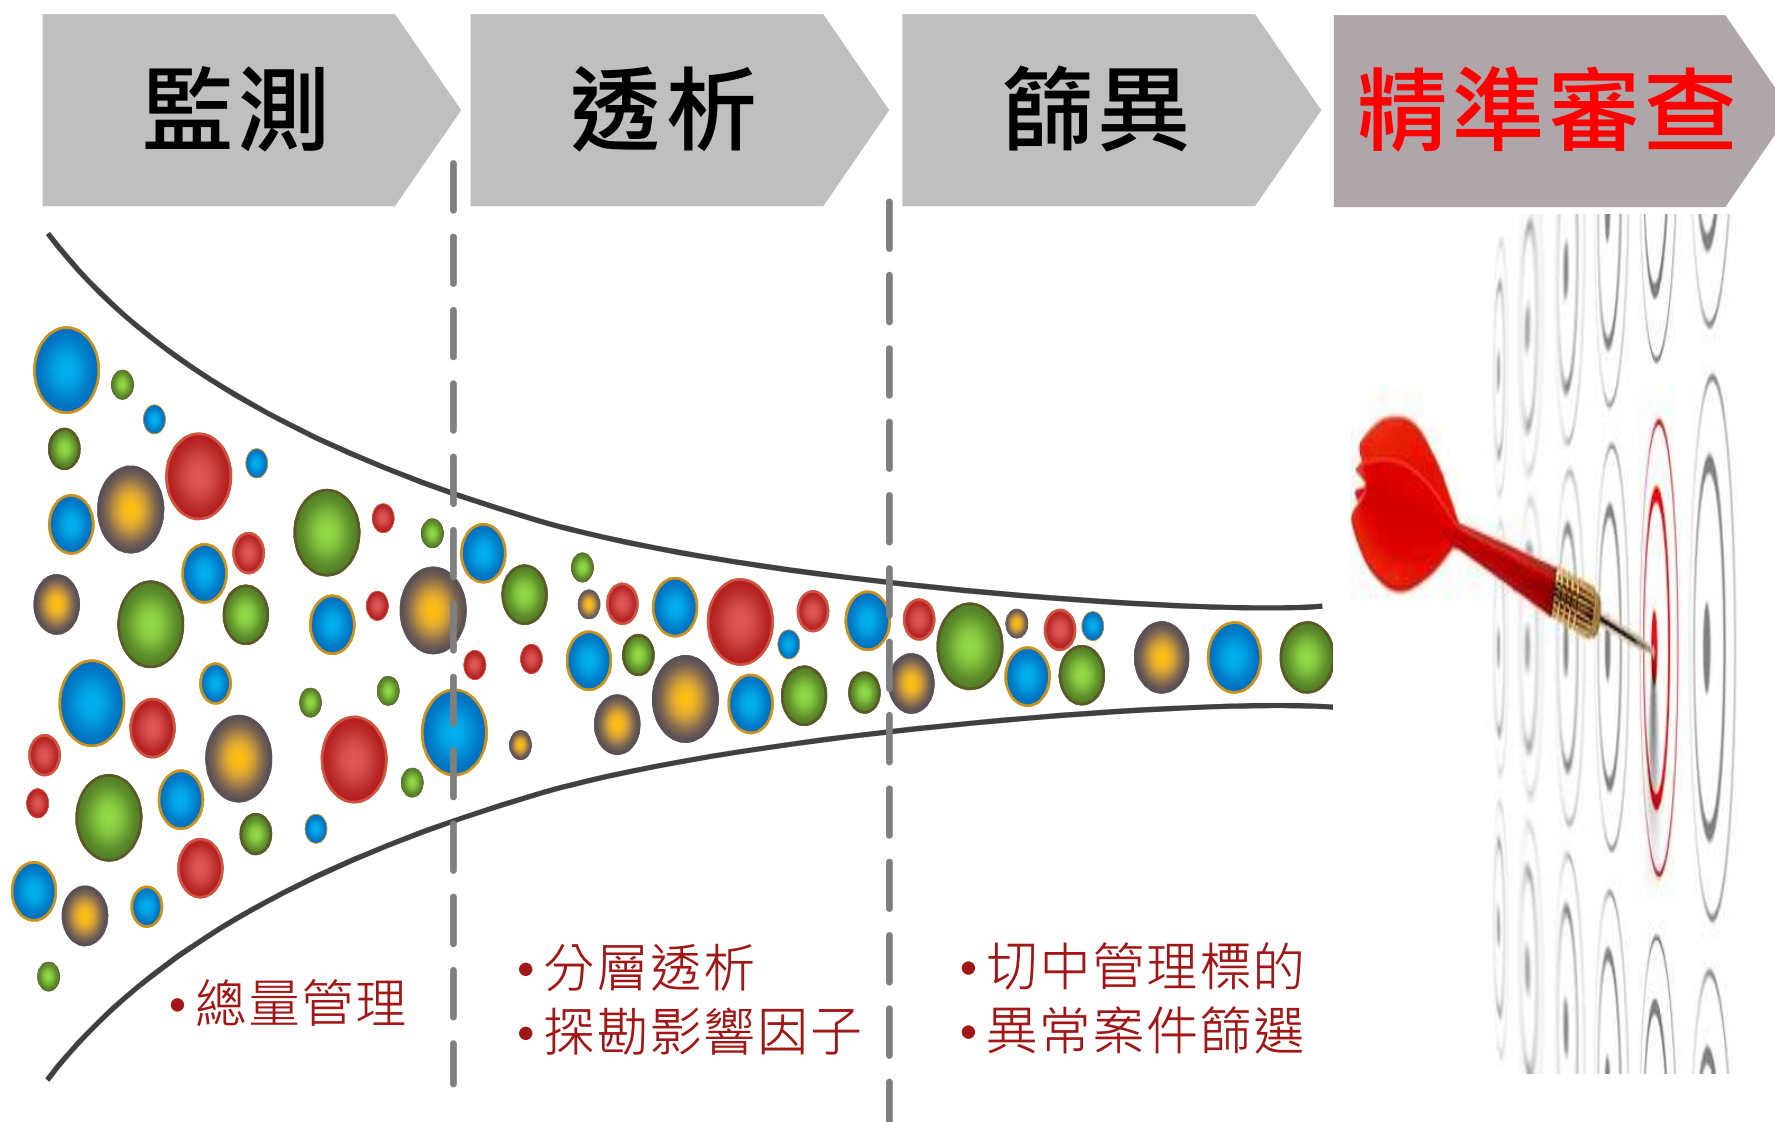 監測
透析
篩異
精準審查
• 總量管理
• 分層透析
• 探勘影響因子
• 切中管理標的
• 異常案件篩選